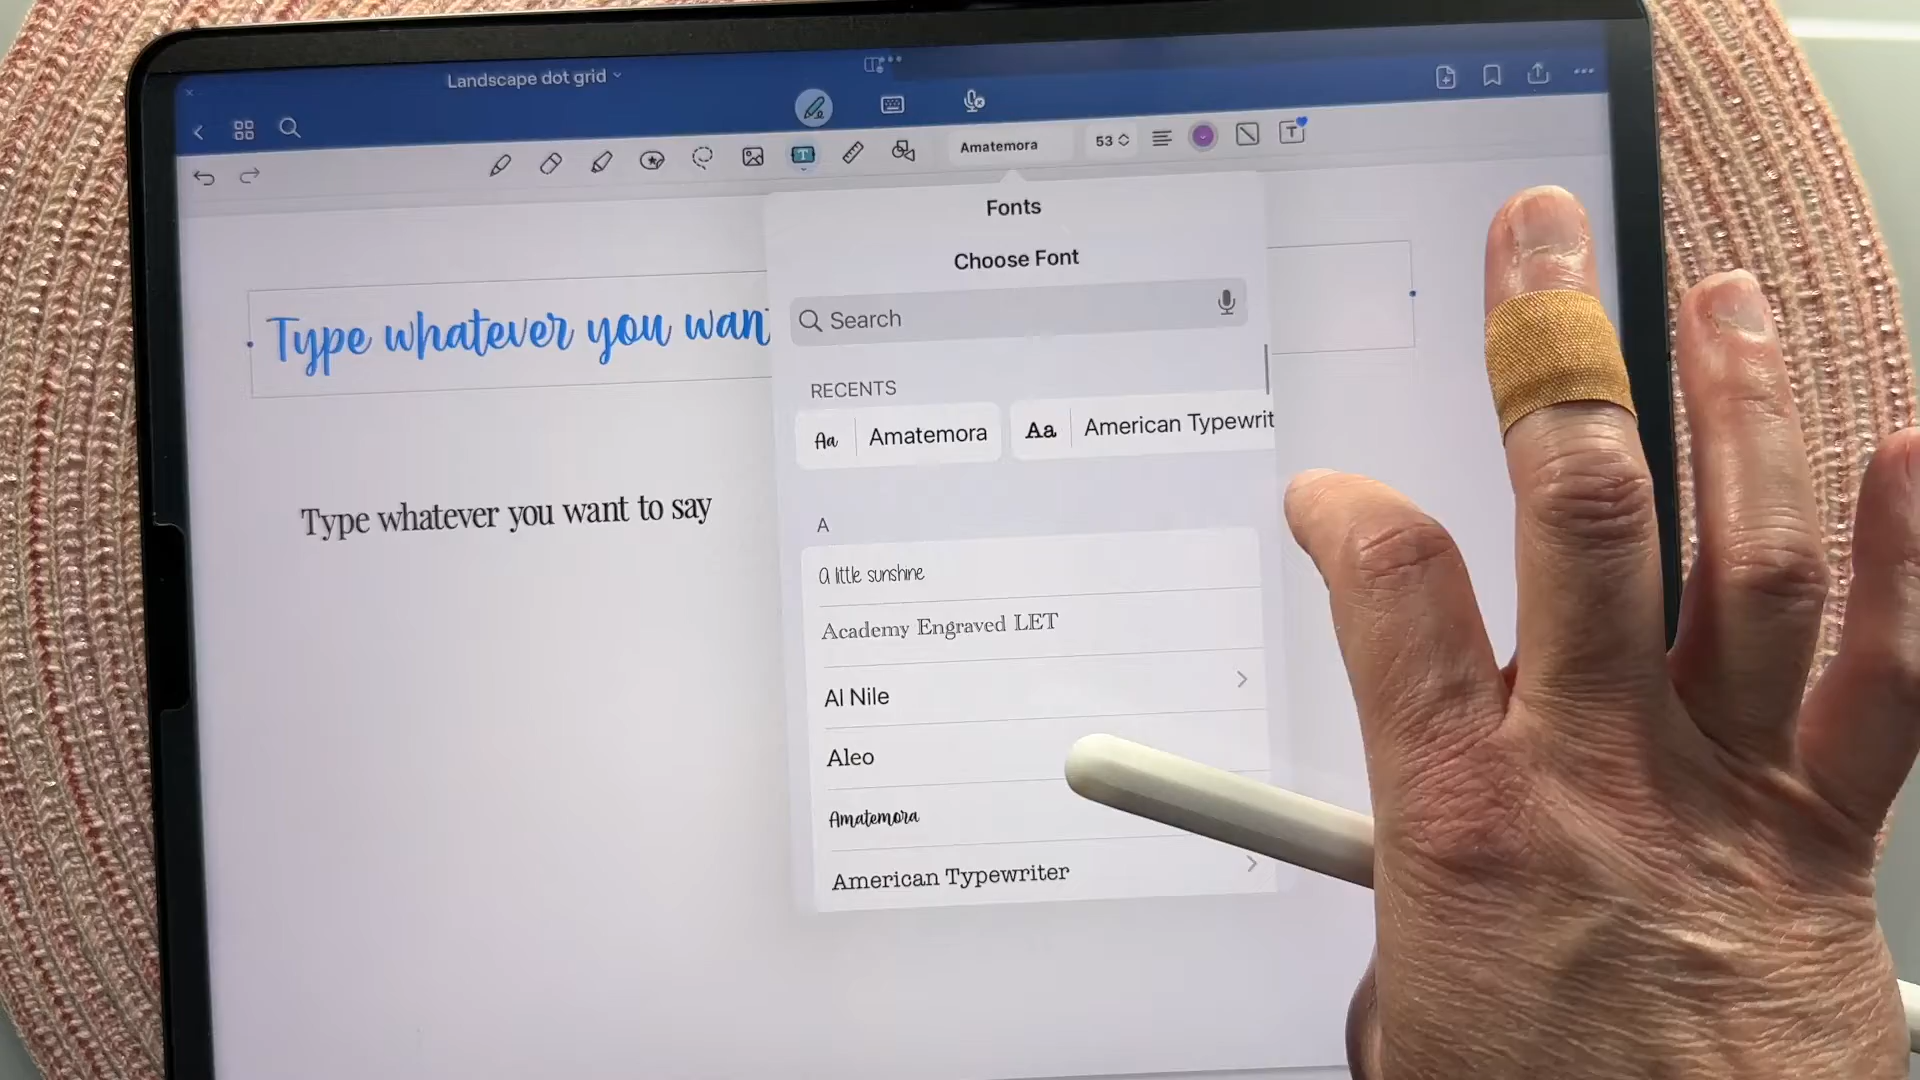 Landscape dot grid
Amatemora 53
Fonts
Choose Font
Search
Type whatever you wan
RECENTS
Aa Amatemora Aa American Typewrit
Type whatever you want to say
A
a little sunshine
Academy Engraved LET
Al Nile
Aleo
Amatemora
American Typewriter